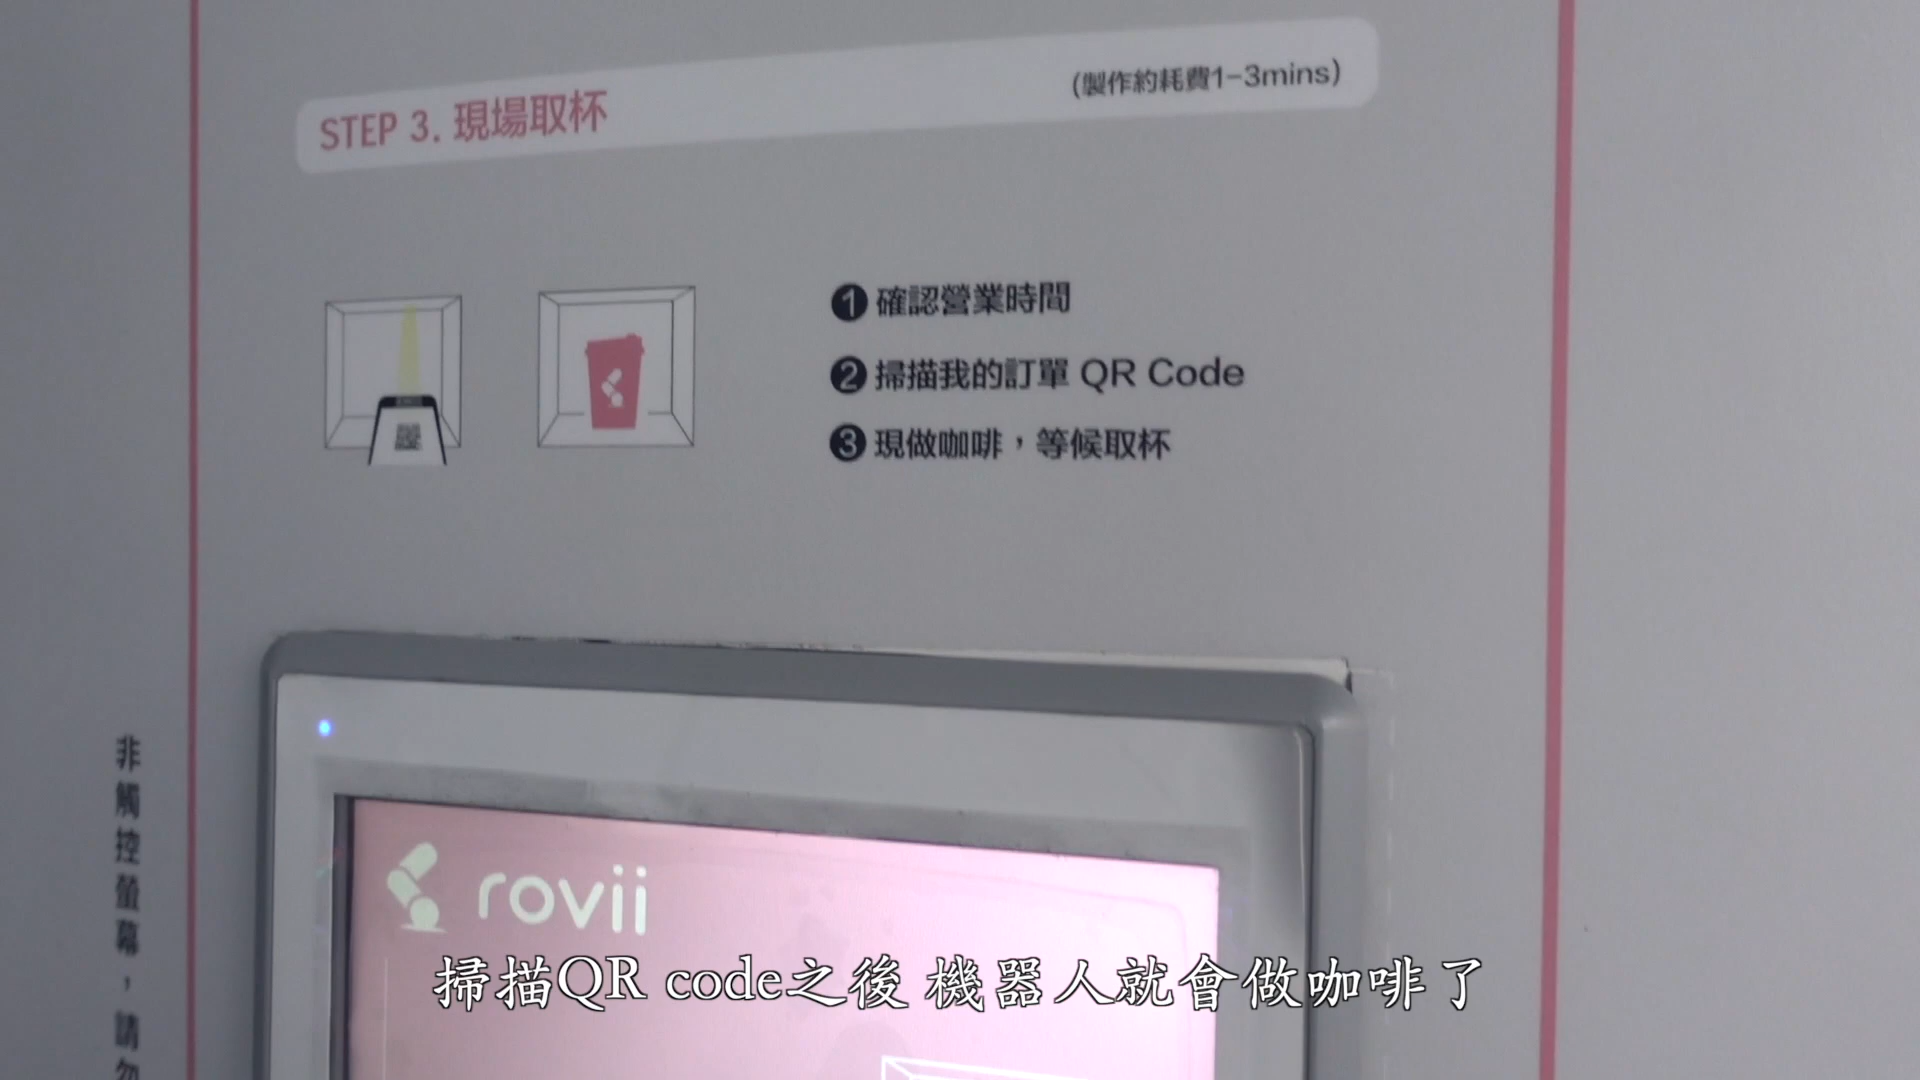 STEP 3. 現場取杯
(製作約耗費1-3mins)
❶ 確認營業時間
❷ 掃描我的訂單 QR Code
❸ 現做咖啡，等候取杯
非觸控螢幕，請勿
rovii
掃描QR code之後 機器人就會做咖啡了